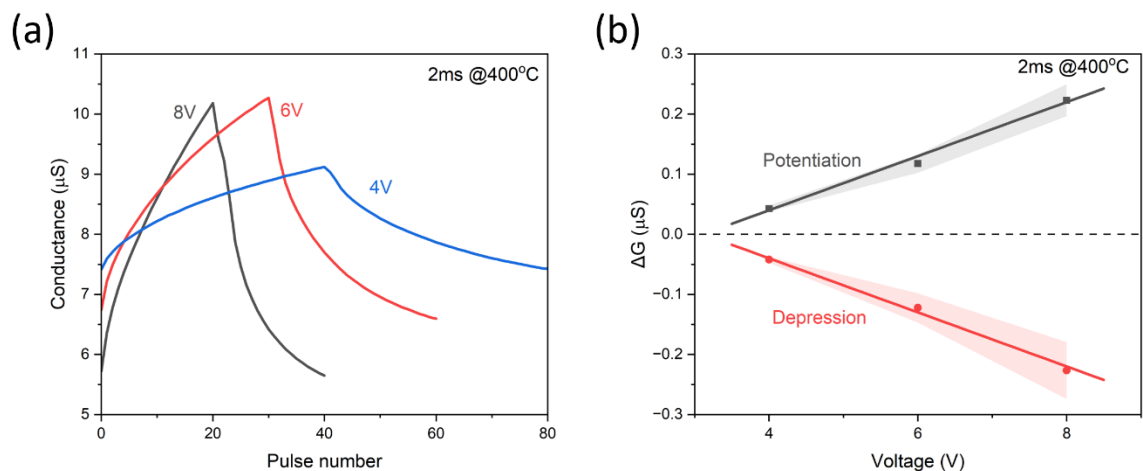 (a)
11
10
9
8
7
6
5
Conductance (μS)
2ms @400°C
8V
6V
4V
0
20
40
60
80
Pulse number
(b)
0.3
0.2
0.1
0.0
−0.1
−0.2
−0.3
ΔG (μS)
2ms @400°C
Potentiation
Depression
4
6
8
Voltage (V)